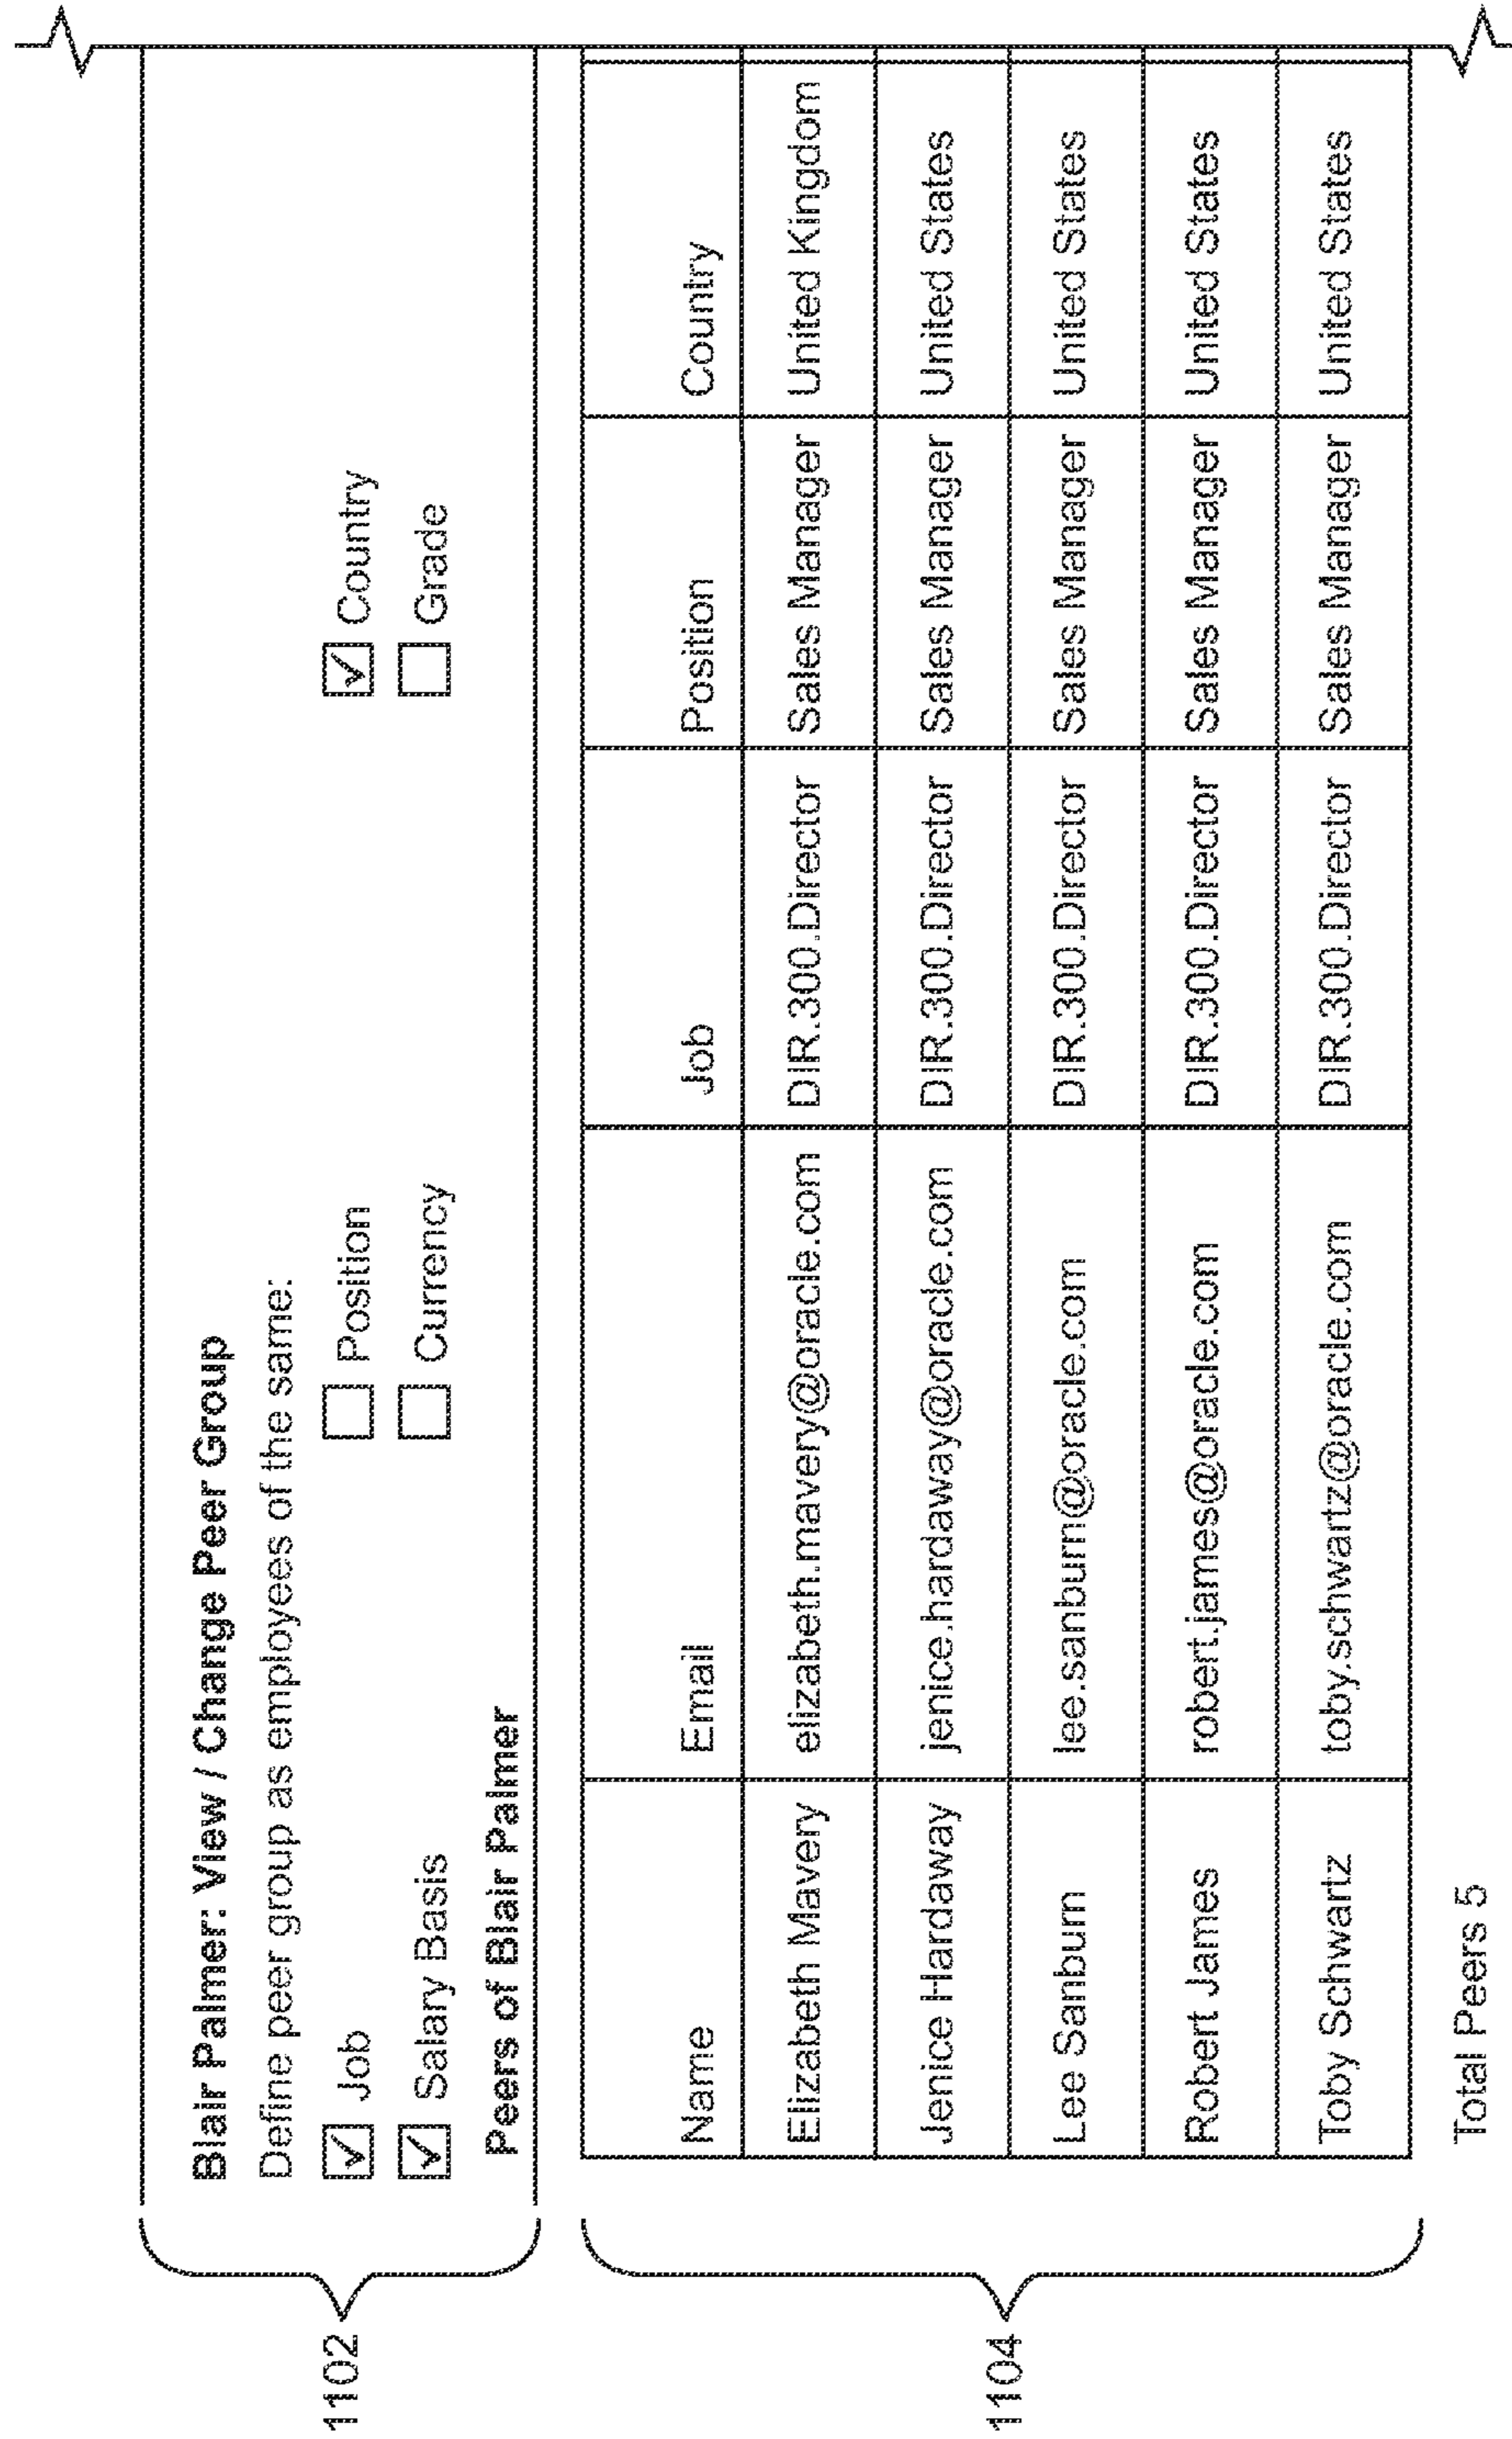 Blair Palmer: View / Change Peer Group
Define peer group as employees of the same:
Job Position Country
Salary Basis Currency Grade
Peers of Blair Palmer
1102
Name Email Job Position Country
Elizabeth Mavery elizabeth.mavery@oracle.com DIR.300.Director Sales Manager United Kingdom
Jenice Hardaway jenice.hardaway@oracle.com DIR.300.Director Sales Manager United States
Lee Sanburn lee.sanburn@oracle.com DIR.300.Director Sales Manager United States
Robert James robert.james@oracle.com DIR.300.Director Sales Manager United States
Toby Schwartz toby.schwartz@oracle.com DIR.300.Director Sales Manager United States
1104
Total Peers 5